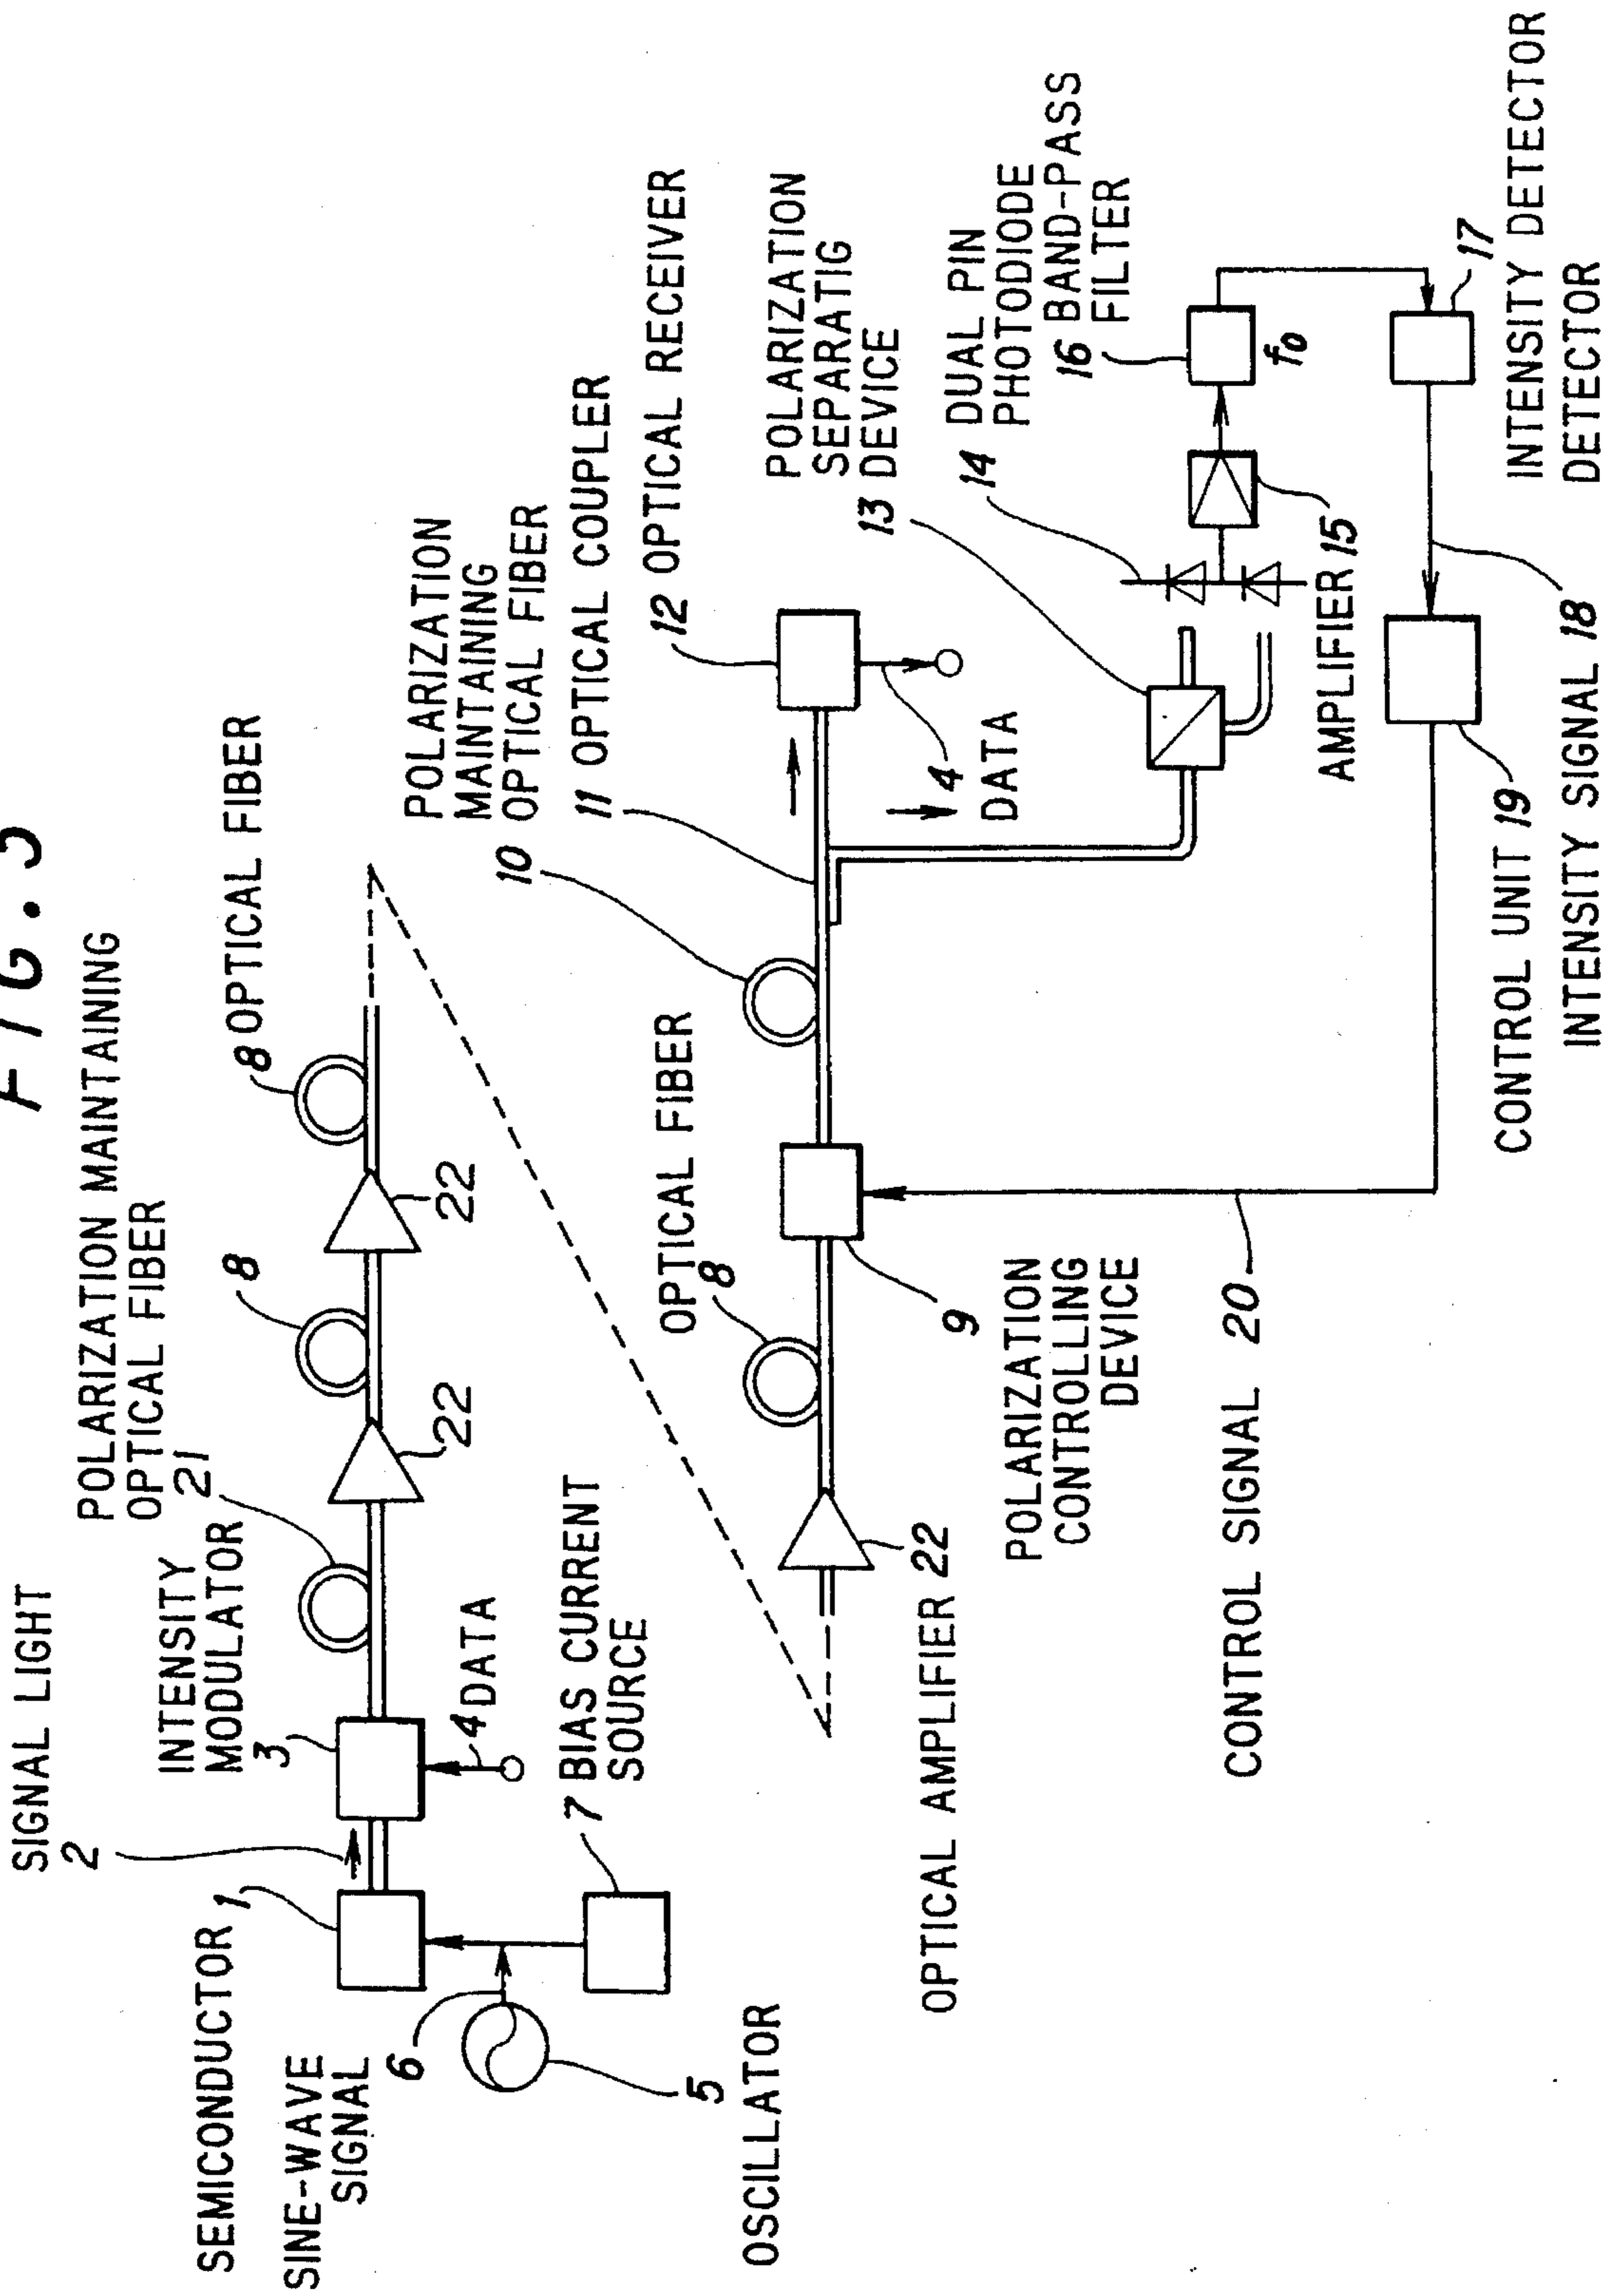 FIG. 3
SIGNAL LIGHT
2
POLARIZATION MAINTAINING
OPTICAL FIBER
21
INTENSITY
MODULATOR
3
8
8 OPTICAL FIBER
SEMICONDUCTOR 1
SINE-WAVE
SIGNAL
6
4 DATA
22
22
7 BIAS CURRENT
SOURCE
5
OSCILLATOR
OPTICAL FIBER
8
POLARIZATION
MAINTAINING
OPTICAL FIBER
10
11 OPTICAL COUPLER
12 OPTICAL RECEIVER
OPTICAL AMPLIFIER 22
9
POLARIZATION
CONTROLLING
DEVICE
4
DATA
POLARIZATION
SEPARATIG
DEVICE
13
14
DUAL PIN
PHOTODIODE
16 BAND-PASS
FILTER
f0
AMPLIFIER 15
CONTROL SIGNAL 20
17
INTENSITY DETECTOR
DETECTOR
CONTROL UNIT 19
INTENSITY SIGNAL 18